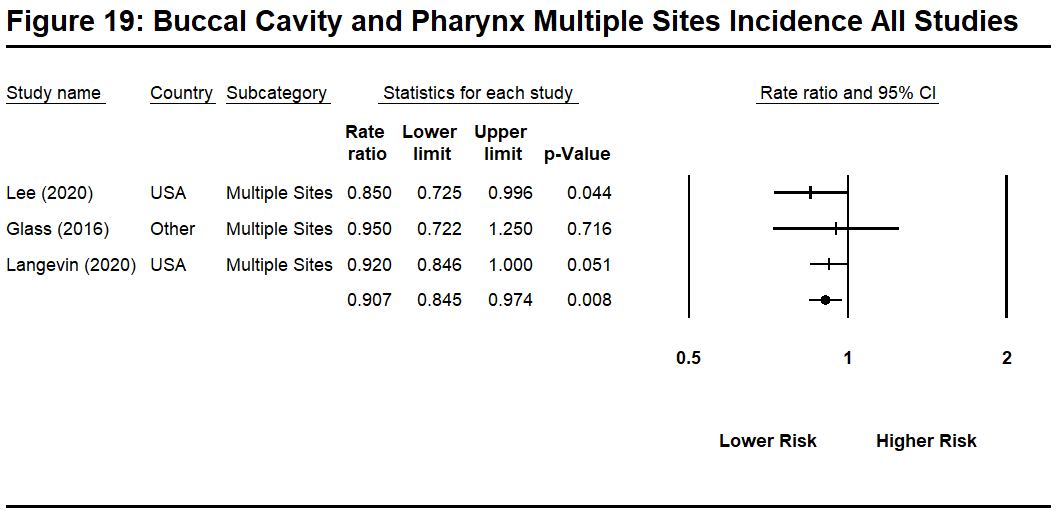 Figure 19: Buccal Cavity and Pharynx Multiple Sites Incidence All Studies
Study name Country Subcategory Statistics for each study Rate ratio and 95% CI
Rate Lower Upper
ratio limit limit p-Value
Lee (2020) USA Multiple Sites 0.850 0.725 0.996 0.044
Glass (2016) Other Multiple Sites 0.950 0.722 1.250 0.716
Langevin (2020) USA Multiple Sites 0.920 0.846 1.000 0.051
0.907 0.845 0.974 0.008
0.5 1 2
Lower Risk Higher Risk